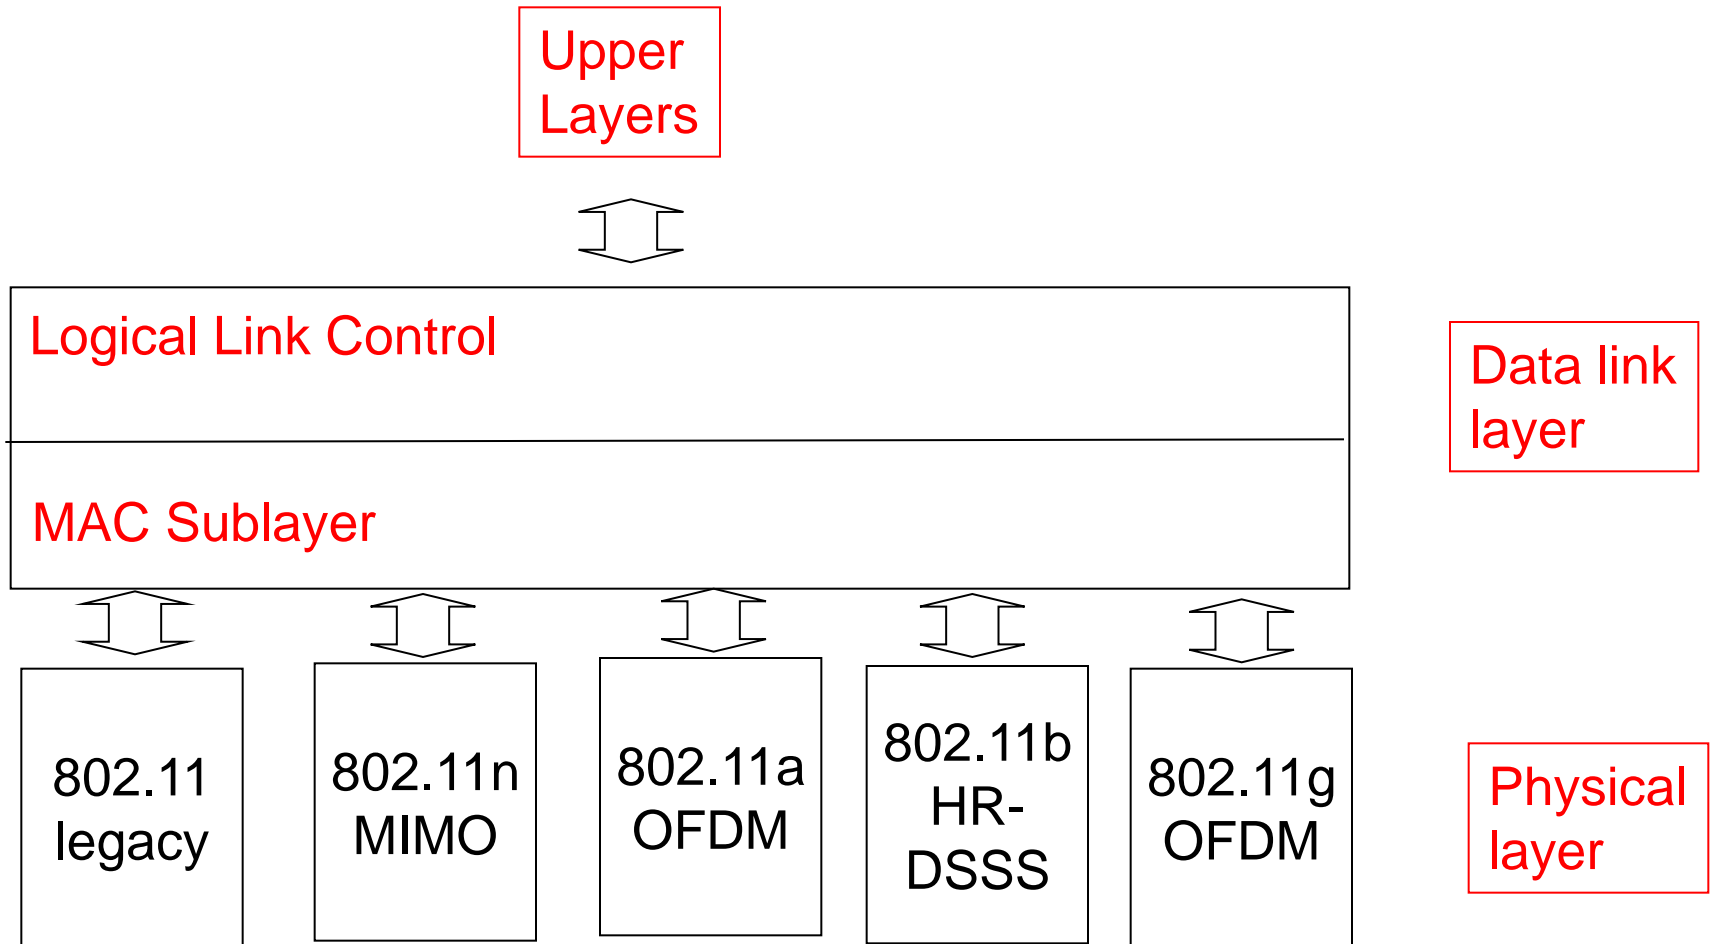 Upper
Layers
Logical Link Control
Data link
layer
MAC Sublayer
802.11
legacy
802.11n
MIMO
802.11a
OFDM
802.11b
HR-
DSSS
802.11g
OFDM
Physical
layer